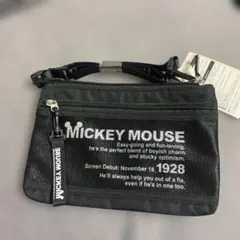 MICKEY MOUSE
Easy-going and fun-loving,
he's the perfect blend of boyish charm,
and plucky optimism.
Screen Debut: November 18, 1928
He'll always help you out of a fix,
even if he's in one too.
MICKEY MOUSE